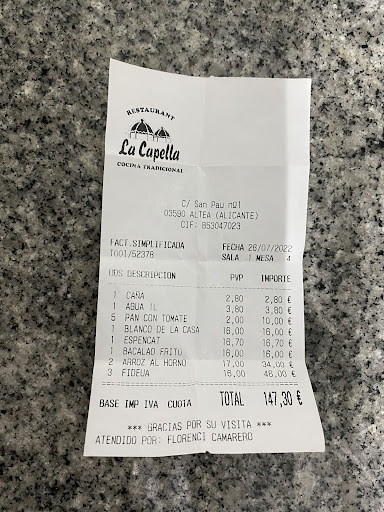 RESTAURANT
La Capella
COCINA TRADICIONAL
C/ San Pau nº1
03590 ALTEA (ALICANTE)
CIF: B53047023
FACT.SIMPLIFICADA FECHA 26/07/2022
T001/52378 SALA 1 MESA 4
UDS DESCRIPCION PVP IMPORTE
1 CAÑA 2,80 2,80 €
1 AGUA 1L 3,80 3,80 €
5 PAN CON TOMATE 2,00 10,00 €
1 BLANCO DE LA CASA 16,00 16,00 €
1 ESPENCAT 16,70 16,70 €
1 BACALAO FRITO 16,00 16,00 €
2 ARROZ AL HORNO 17,00 34,00 €
3 FIDEUA 16,00 48,00 €
BASE IMP IVA CUOTA TOTAL 147,30 €
*** GRACIAS POR SU VISITA ***
ATENDIDO POR: FLORENCI CAMARERO